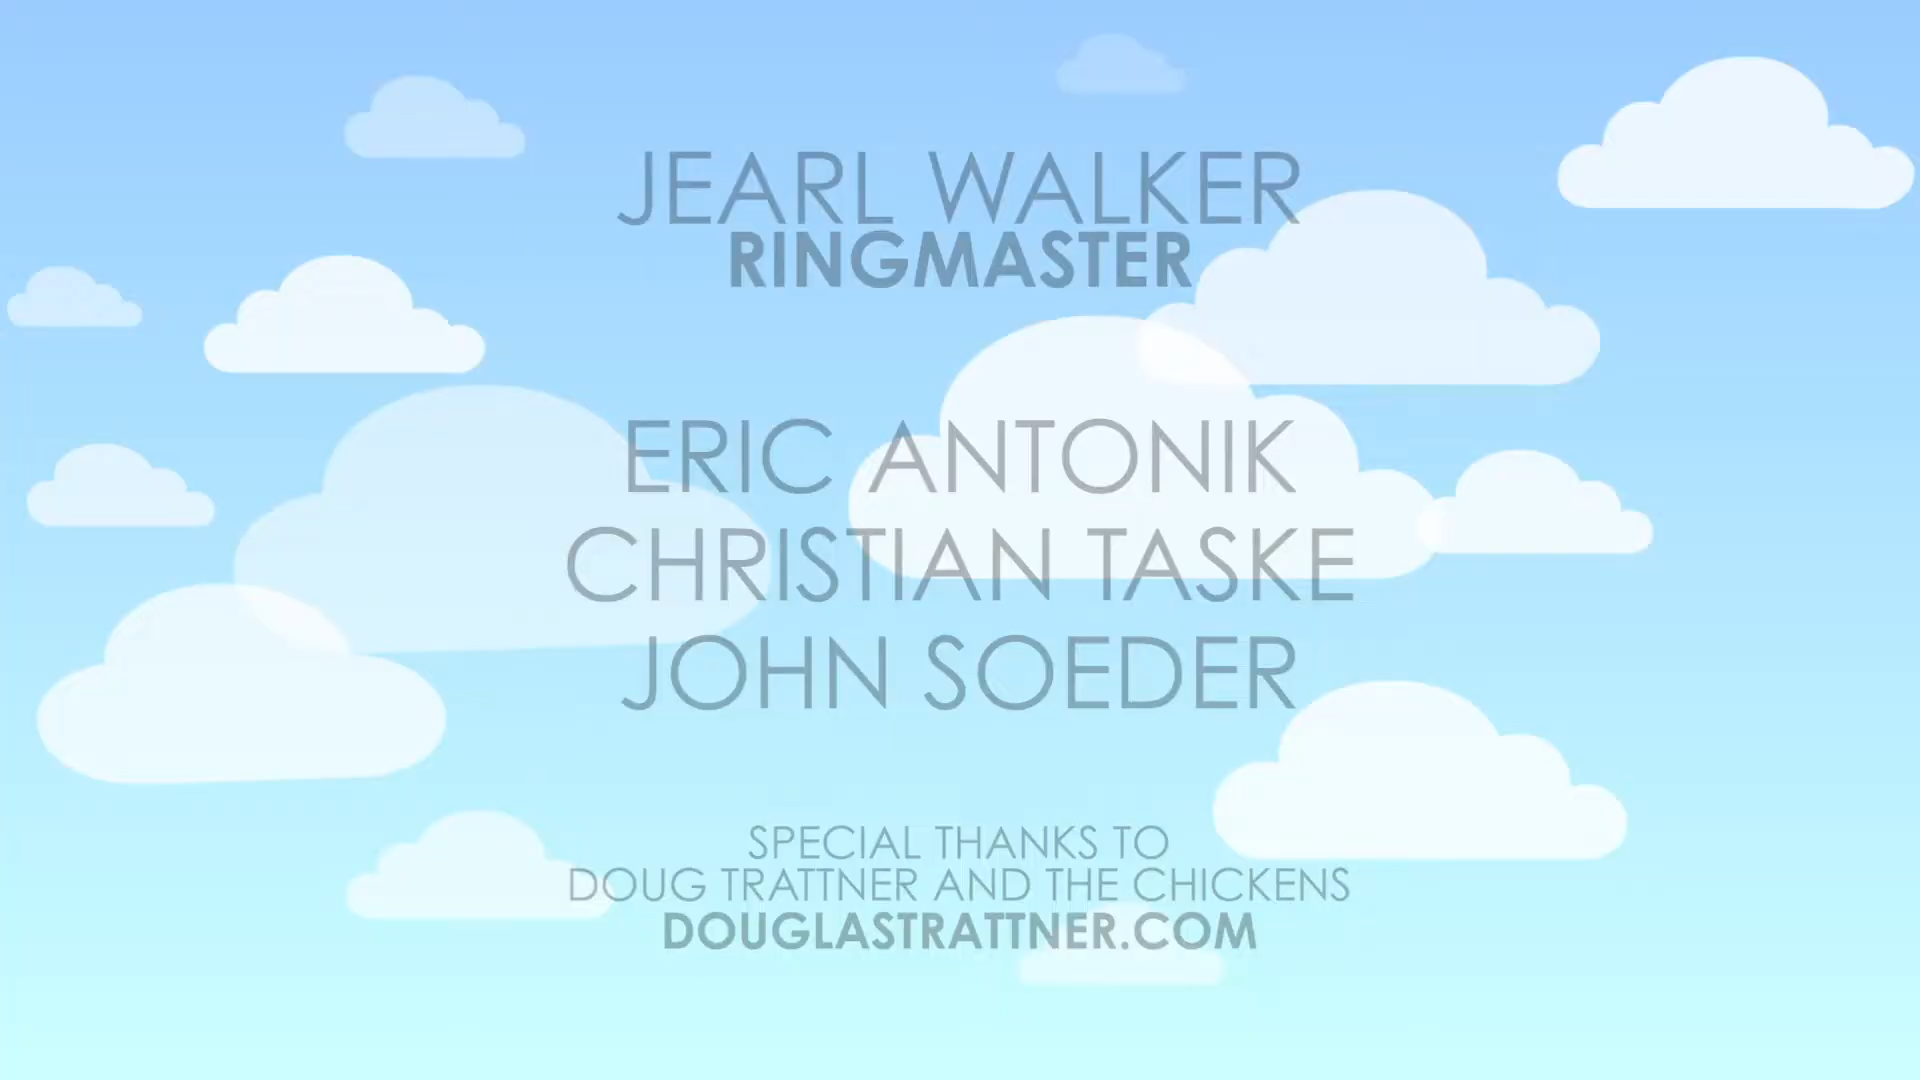 JEARL WALKER
RINGMASTER
ERIC ANTONIK
CHRISTIAN TASKE
JOHN SOEDER
SPECIAL THANKS TO
DOUG TRATTNER AND THE CHICKENS
DOUGLASTRATTNER.COM